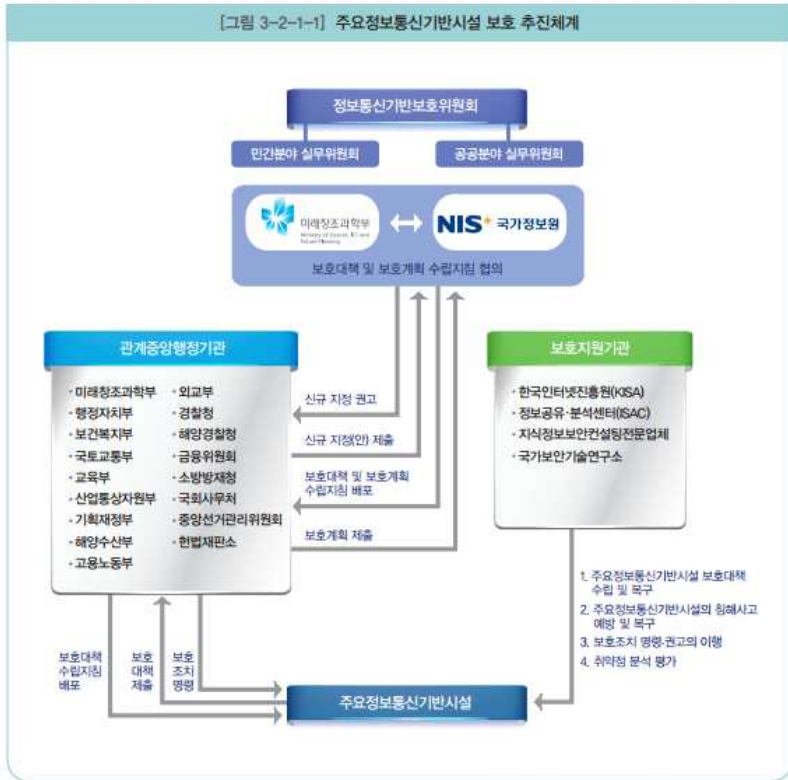 [그림 3-2-1-1] 주요정보통신기반시설 보호 추진체계
정보통신기반보호위원회
민간분야 실무위원회
공공분야 실무위원회
미래창조과학부
Ministry of Science, ICT and
Future Planning
NIS 국가정보원
보호대책 및 보호계획 수립지침 협의
관계중앙행정기관
· 미래창조과학부
· 행정자치부
· 보건복지부
· 국토교통부
· 교육부
· 산업통상자원부
· 기획재정부
· 해양수산부
· 고용노동부
· 외교부
· 경찰청
· 해양경찰청
· 금융위원회
· 소방방재청
· 국회사무처
· 중앙선거관리위원회
· 헌법재판소
신규 지정 권고
신규 지정(안) 제출
보호대책 및 보호계획
수립지침 배포
보호계획 제출
보호지원기관
· 한국인터넷진흥원(KISA)
· 정보공유·분석센터(ISAC)
· 지식정보보안컨설팅전문업체
· 국가보안기술연구소
1. 주요정보통신기반시설 보호대책
수립 및 복구
2. 주요정보통신기반시설의 침해사고
예방 및 복구
3. 보호조치 명령·권고의 이행
4. 취약점 분석 평가
보호대책
수립지침
배포
보호
대책
제출
보호
조치
명령
주요정보통신기반시설